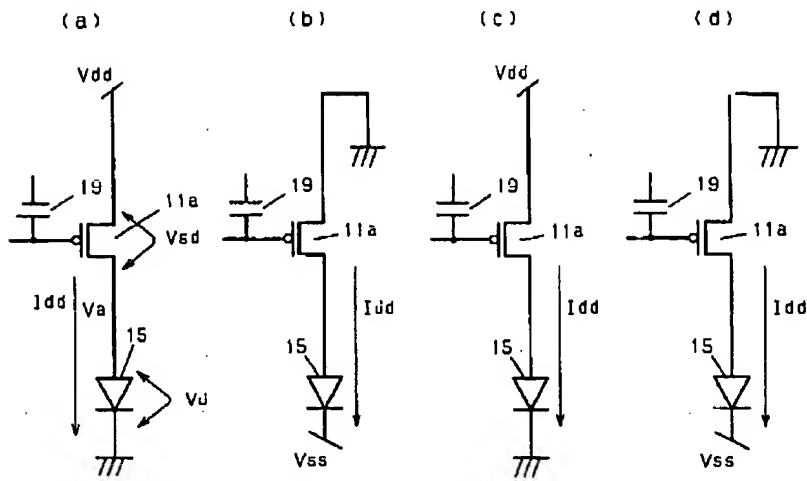 (a) (b) (c) (d)
Vdd Vdd
19 11a 19 19 19
Vsd 11a 11a 11a
Idd Va Idd Idd Idd
15 15 15 15
Vd
Vss Vss